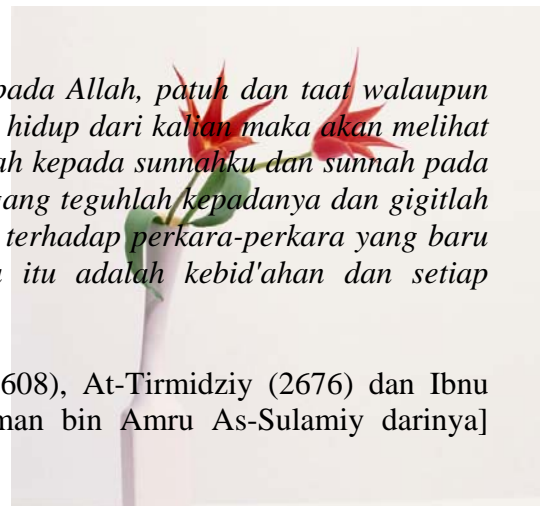 pada Allah, patuh dan taat walaupun
hidup dari kalian maka akan melihat
ah kepada sunnahku dan sunnah pada
ang teguhlah kepadanya dan gigitlah
terhadap perkara-perkara yang baru
itu adalah kebid'ahan dan setiap
608), At-Tirmidziy (2676) dan Ibnu
man bin Amru As-Sulamiy darinya]